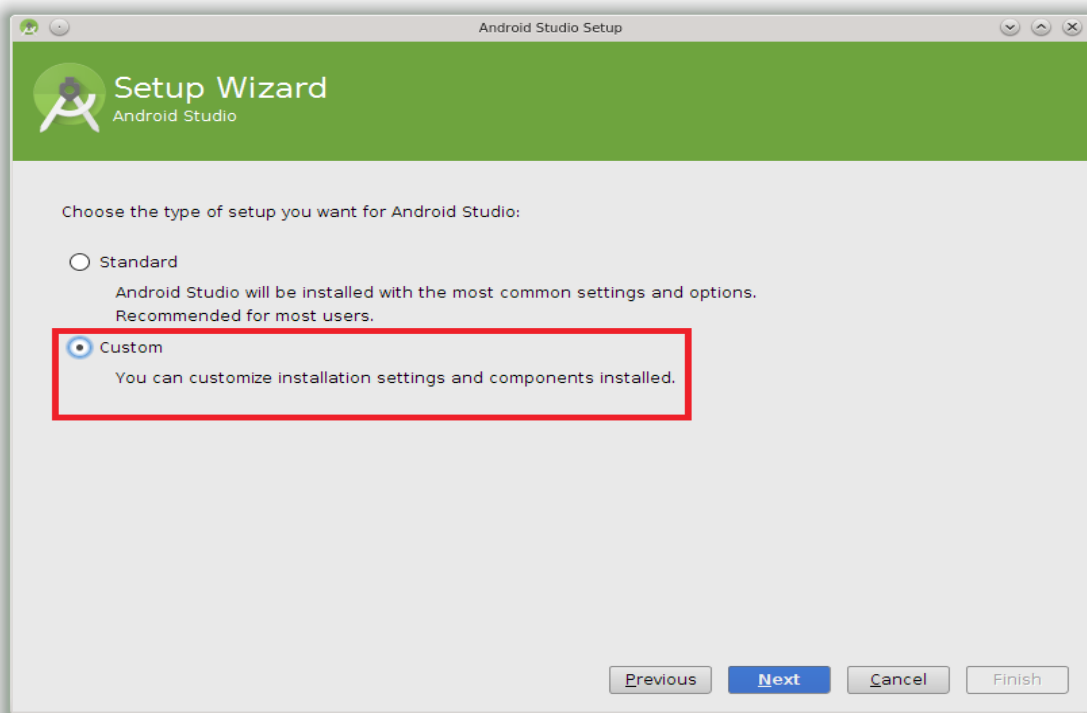 Android Studio Setup
Setup Wizard
Android Studio
Choose the type of setup you want for Android Studio:
Standard
Android Studio will be installed with the most common settings and options.
Recommended for most users.
Custom
You can customize installation settings and components installed.
Previous
Next
Cancel
Finish